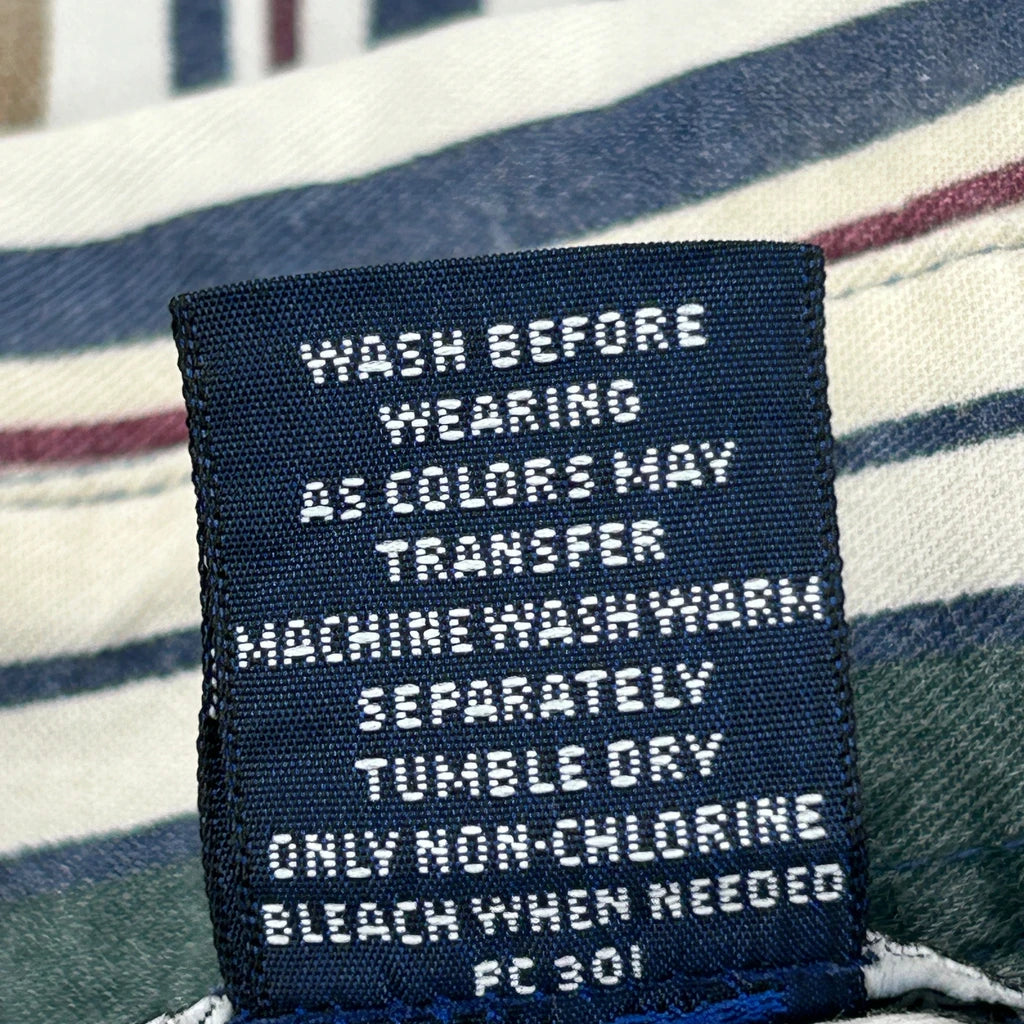 WASH BEFORE
WEARING
AS COLORS MAY
TRANSFER
MACHINE WASH WARM
SEPARATELY
TUMBLE DRY
ONLY NON-CHLORINE
BLEACH WHEN NEEDED
PC 301